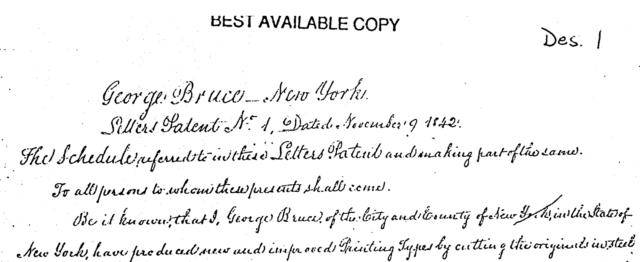 BEST AVAILABLE COPY
Des. 1
George Bruce – New York.
Letters Patent No. 1, Dated November 9 1842.
The Schedule referred to in these Letters Patent and making part of the same.
To all persons to whom these presents shall come.
Be it known, that I, George Bruce, of the City and County of New York, in the State of
New York, have produced new and improved Printing Types by cutting the originals in steel